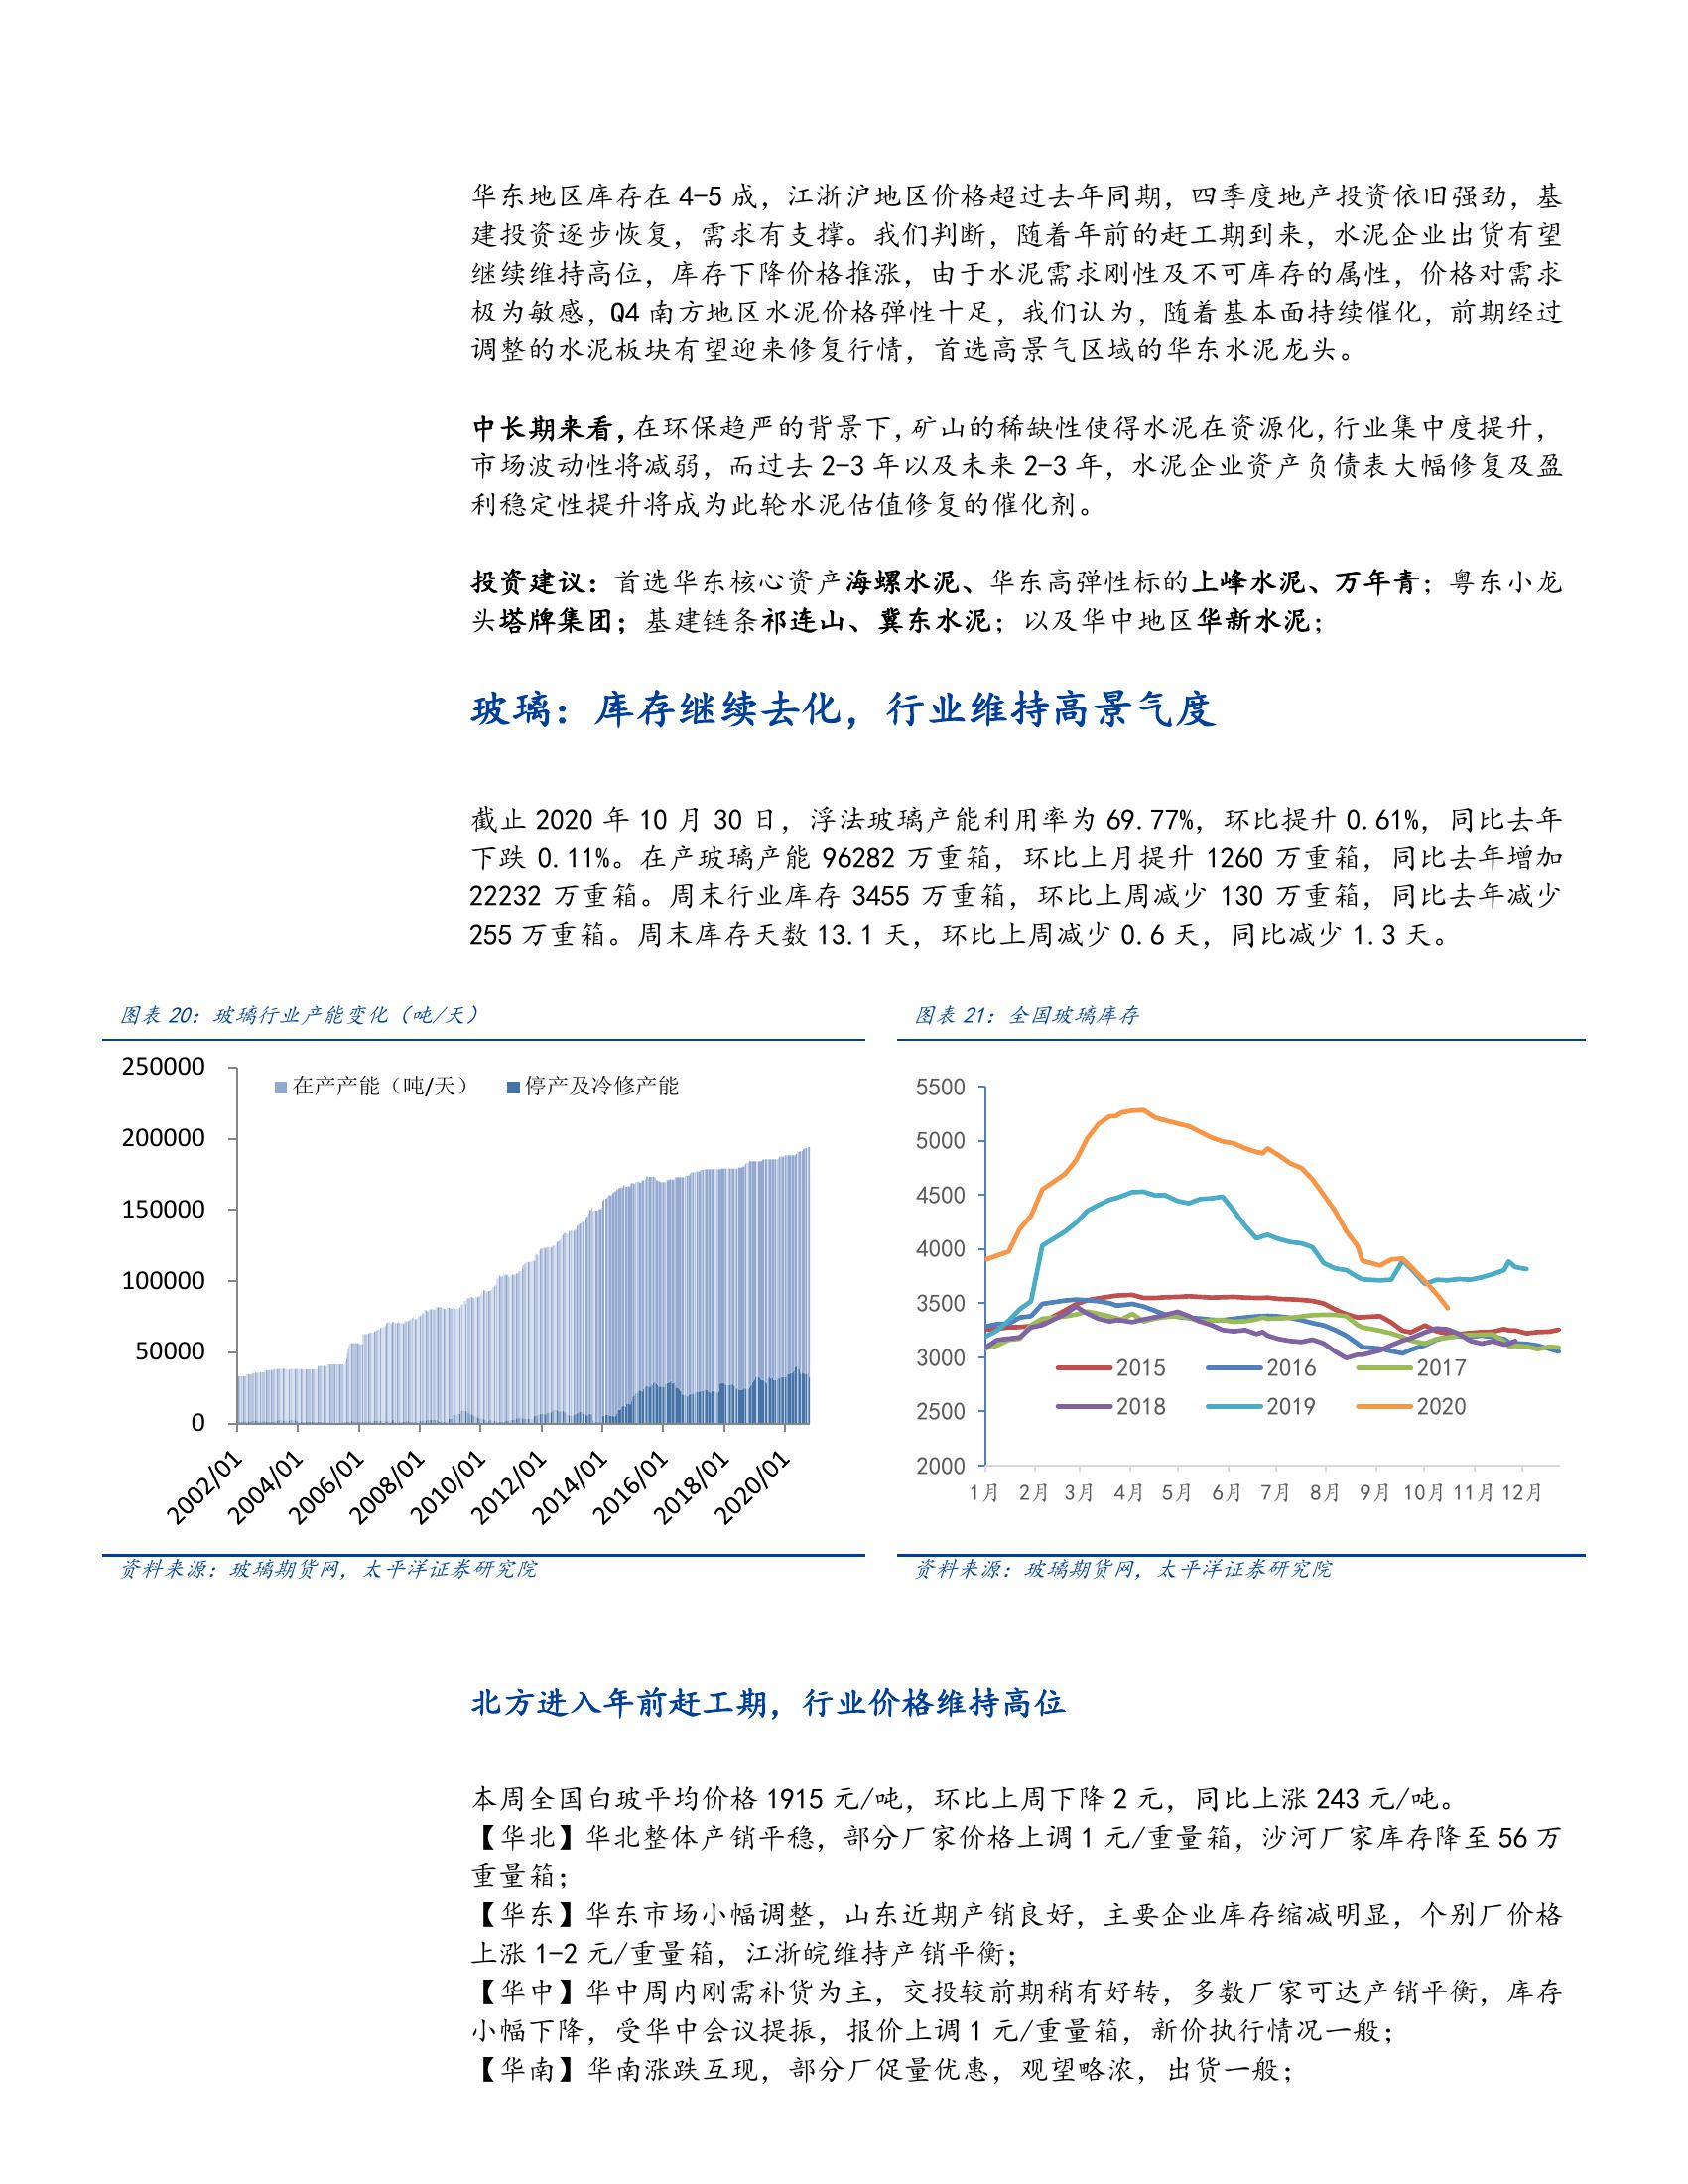 华东地区库存在 4-5 成，江浙沪地区价格超过去年同期，四季度地产投资依旧强劲，基
建投资逐步恢复，需求有支撑。我们判断，随着年前的赶工期到来，水泥企业出货有望
继续维持高位，库存下降价格推涨，由于水泥需求刚性及不可库存的属性，价格对需求
极为敏感，Q4 南方地区水泥价格弹性十足，我们认为，随着基本面持续催化，前期经过
调整的水泥板块有望迎来修复行情，首选高景气区域的华东水泥龙头。
中长期来看，在环保趋严的背景下，矿山的稀缺性使得水泥在资源化，行业集中度提升，
市场波动性将减弱，而过去 2-3 年以及未来 2-3 年，水泥企业资产负债表大幅修复及盈
利稳定性提升将成为此轮水泥估值修复的催化剂。
投资建议：首选华东核心资产海螺水泥、华东高弹性标的上峰水泥、万年青；粤东小龙
头塔牌集团；基建链条祁连山、冀东水泥；以及华中地区华新水泥；
玻璃：库存继续去化，行业维持高景气度
截止 2020 年 10 月 30 日，浮法玻璃产能利用率为 69.77%，环比提升 0.61%，同比去年
下跌 0.11%。在产玻璃产能 96282 万重箱，环比上月提升 1260 万重箱，同比去年增加
22232 万重箱。周末行业库存 3455 万重箱，环比上周减少 130 万重箱，同比去年减少
255 万重箱。周末库存天数 13.1 天，环比上周减少 0.6 天，同比减少 1.3 天。
图表 20：玻璃行业产能变化（吨/天）
250000
200000
150000
100000
50000
0
在产产能（吨/天）
停产及冷修产能
2002/01
2004/01
2006/01
2008/01
2010/01
2012/01
2014/01
2016/01
2018/01
2020/01
资料来源：玻璃期货网，太平洋证券研究院
图表 21：全国玻璃库存
5500
5000
4500
4000
3500
3000
2500
2000
2015 2016 2017
2018 2019 2020
1月 2月 3月 4月 5月 6月 7月 8月 9月 10月 11月 12月
资料来源：玻璃期货网，太平洋证券研究院
北方进入年前赶工期，行业价格维持高位
本周全国白玻平均价格 1915 元/吨，环比上周下降 2 元，同比上涨 243 元/吨。
【华北】华北整体产销平稳，部分厂家价格上调 1 元/重量箱，沙河厂家库存降至 56 万
重量箱；
【华东】华东市场小幅调整，山东近期产销良好，主要企业库存缩减明显，个别厂价格
上涨 1-2 元/重量箱，江浙皖维持产销平衡；
【华中】华中周内刚需补货为主，交投较前期稍有好转，多数厂家可达产销平衡，库存
小幅下降，受华中会议提振，报价上调 1 元/重量箱，新价执行情况一般；
【华南】华南涨跌互现，部分厂促量优惠，观望略浓，出货一般；